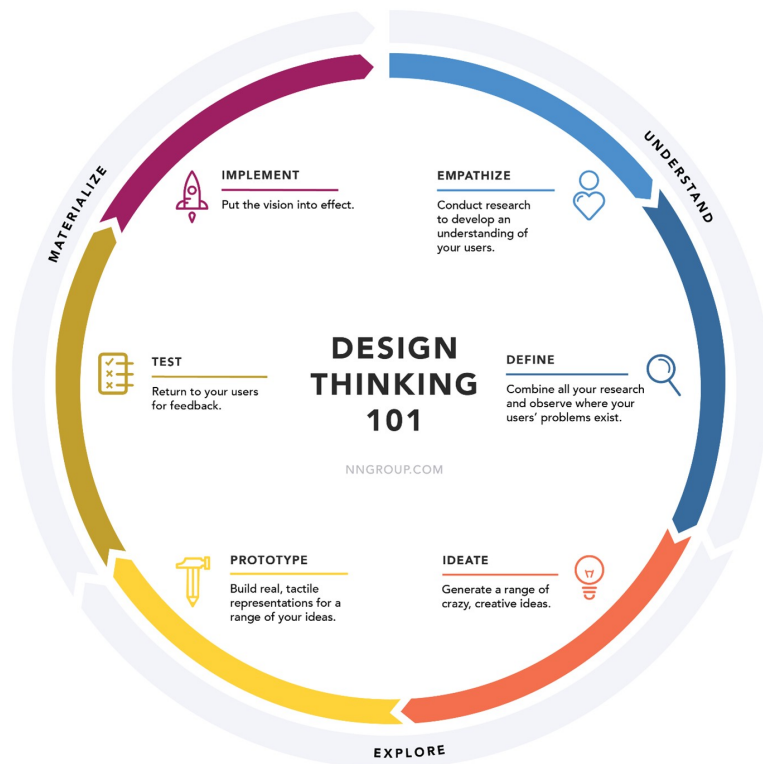 UNDERSTAND
EMPATHIZE
Conduct research
to develop an
understanding of
your users.
DEFINE
Combine all your research
and observe where your
users' problems exist.
EXPLORE
IDEATE
Generate a range of
crazy, creative ideas.
PROTOTYPE
Build real, tactile
representations for a
range of your ideas.
MATERIALIZE
TEST
Return to your users
for feedback.
IMPLEMENT
Put the vision into effect.
DESIGN
THINKING
101
NNGROUP.COM